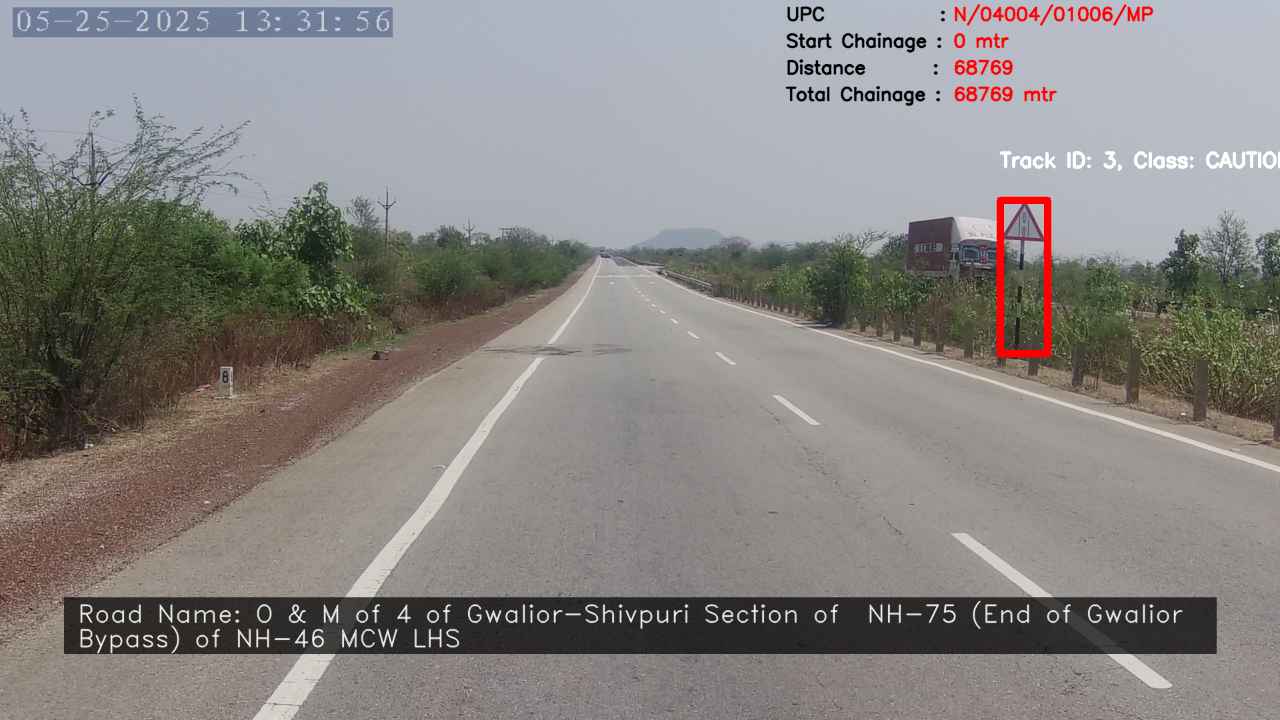 05-25-2025 13:31:56
UPC : N/04004/01006/MP
Start Chainage : 0 mtr
Distance : 68769
Total Chainage : 68769 mtr
Track ID: 3, Class: CAUTIO
8
Road Name: O & M of 4 of Gwalior-Shivpuri Section of NH-75 (End of Gwalior
Bypass) of NH-46 MCW LHS